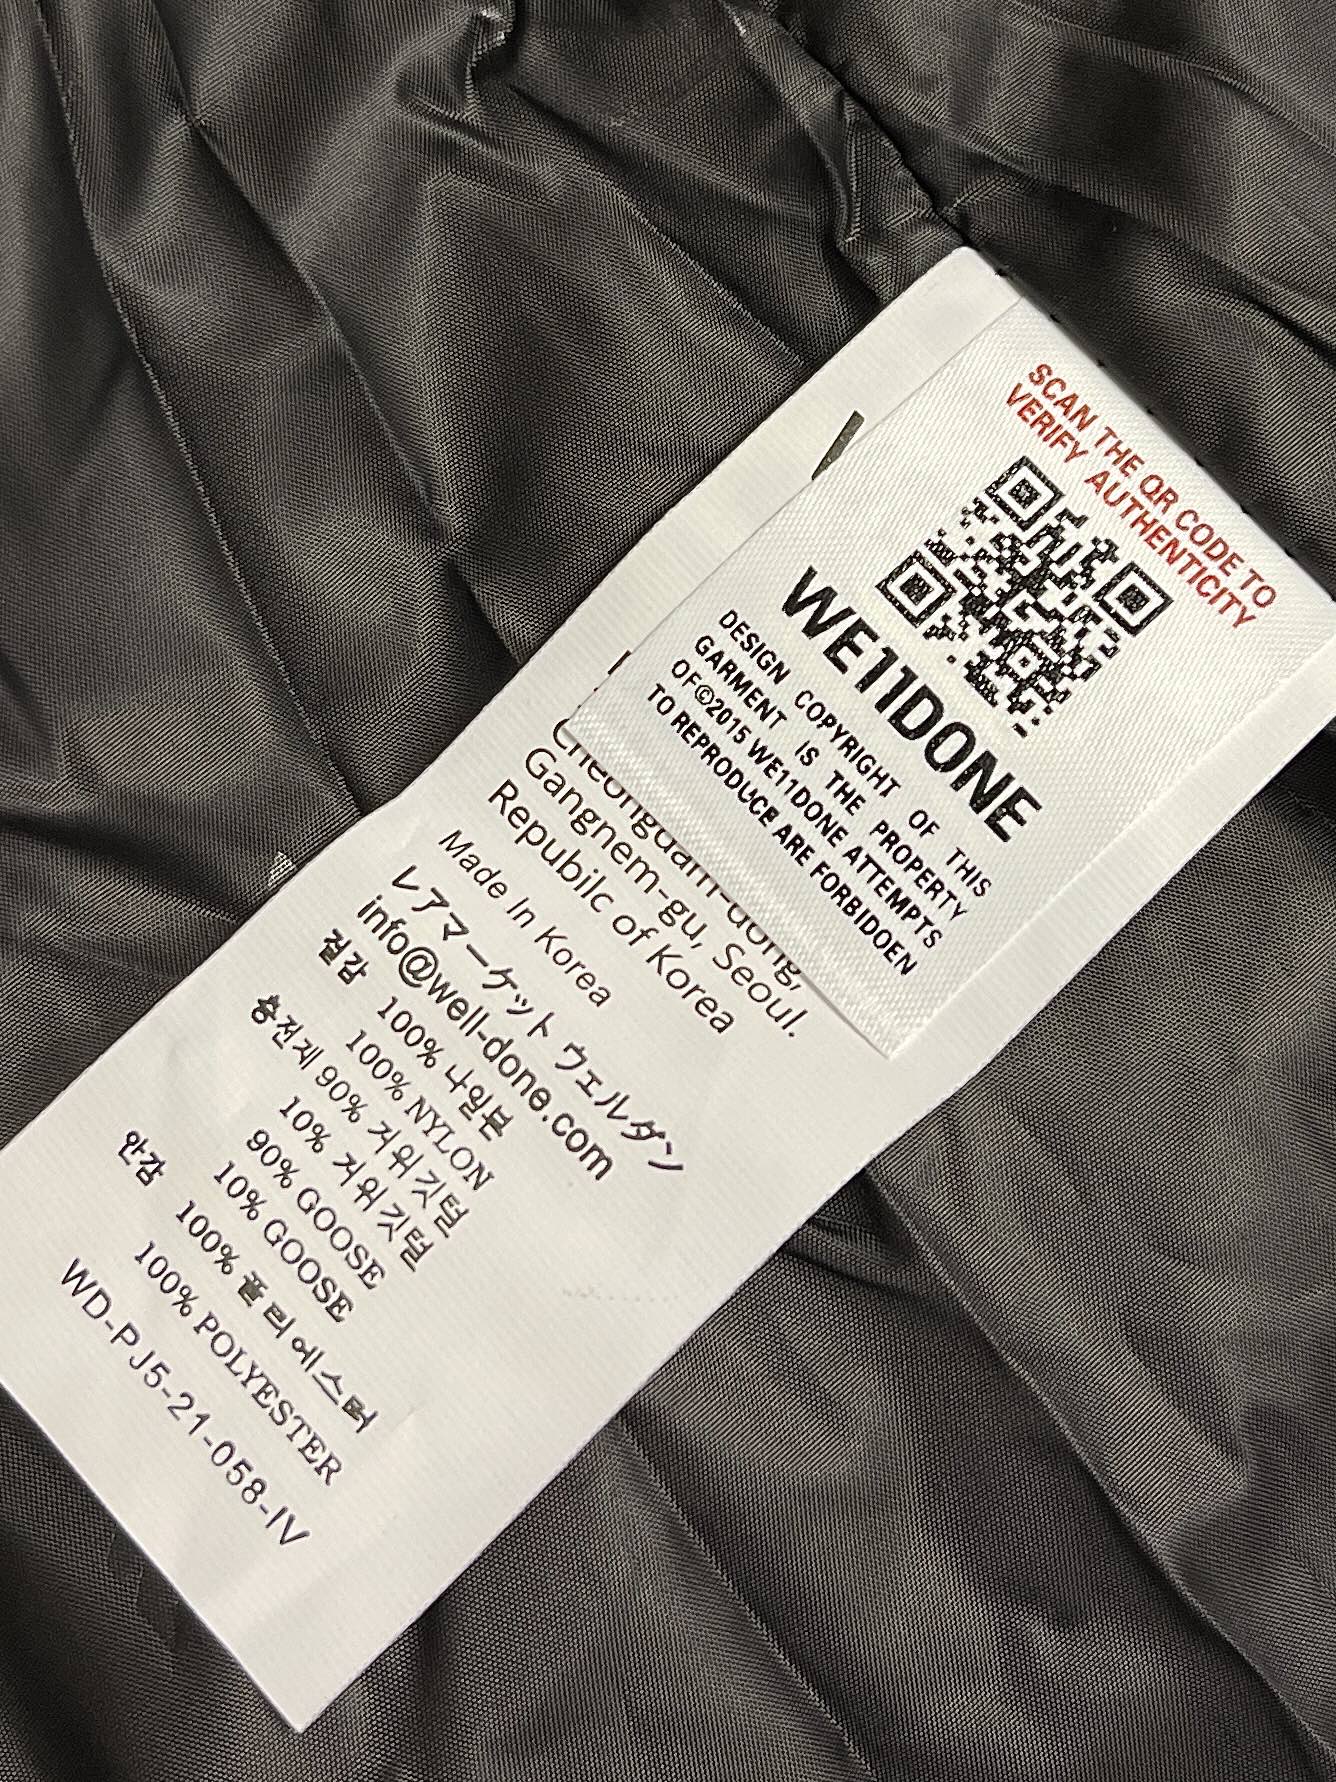 SCAN THE QR CODE TO
VERIFY AUTHENTICITY
WE11DONE
DESIGN COPYRIGHT OF THIS
GARMENT IS THE PROPERTY
OF©2015 WE11DONE ATTEMPTS
TO REPRODUCE ARE FORBIDOEN
Cheongdam-dong,
Gangnem-gu, Seoul.
Repubilc of Korea
Made In Korea
レアマーケット ウェルダン
info@well-done.com
겉감 100% 나일론
100% NYLON
충전재 90% 거위깃털
10% 거위깃털
90% GOOSE
10% GOOSE
안감 100% 폴리에스터
100% POLYESTER
WD-PJ5-21-058-IV